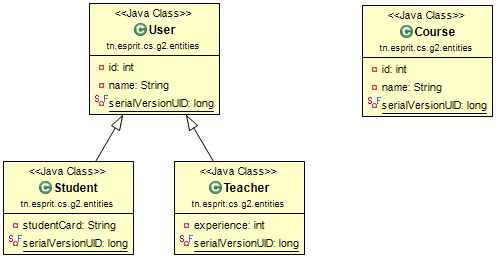 <<Java Class>>
User
tn.esprit.cs.g2.entities
id: int
name: String
serialVersionUID: long
<<Java Class>>
Course
tn.esprit.cs.g2.entities
id: int
name: String
serialVersionUID: long
<<Java Class>>
Student
tn.esprit.cs.g2.entities
studentCard: String
serialVersionUID: long
<<Java Class>>
Teacher
tn.esprit.cs.g2.entities
experience: int
serialVersionUID: long